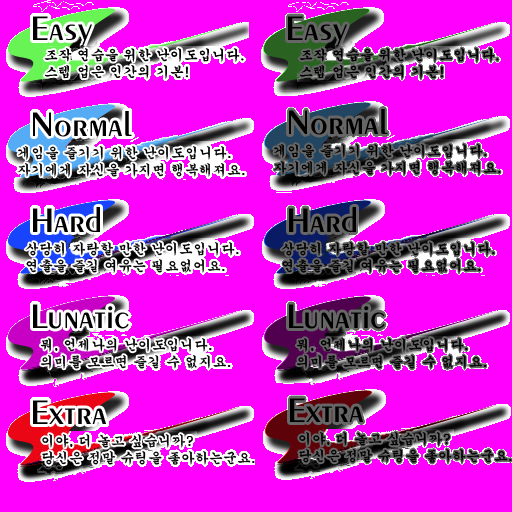 Easy
조작 연습을 위한 난이도입니다.
스텝 업은 인간의 기본!
Easy
조작 연습을 위한 난이도입니다.
스텝 업은 인간의 기본!
Normal
게임을 즐기기 위한 난이도입니다.
자기에게 자신을 가지면 행복해져요.
Normal
게임을 즐기기 위한 난이도입니다.
자기에게 자신을 가지면 행복해져요.
Hard
상당히 자랑할 만한 난이도입니다.
연출을 즐길 여유는 필요없어요.
Hard
상당히 자랑할 만한 난이도입니다.
연출을 즐길 여유는 필요없어요.
Lunatic
뭐, 언제나의 난이도입니다.
의미를 모르면 즐길 수 없지요.
Lunatic
뭐, 언제나의 난이도입니다.
의미를 모르면 즐길 수 없지요.
Extra
이야, 더 놀고 싶습니까?
당신은 정말 슈팅을 좋아하는군요.
Extra
이야, 더 놀고 싶습니까?
당신은 정말 슈팅을 좋아하는군요.